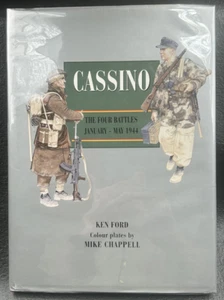 CASSINO
THE FOUR BATTLES
JANUARY – MAY 1944
KEN FORD
Colour plates by
MIKE CHAPPELL